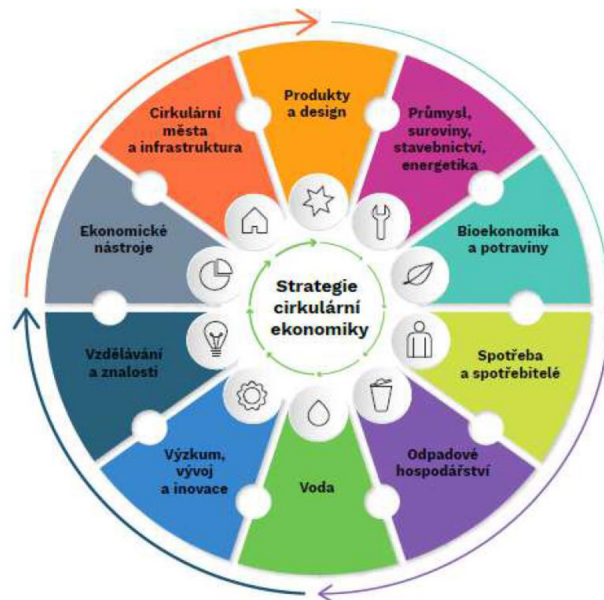 Produkty
a design
Průmysl,
suroviny,
stavebnictví,
energetika
Bioekonomika
a potraviny
Spotřeba
a spotřebitelé
Odpadové
hospodářství
Voda
Výzkum,
vývoj
a inovace
Vzdělávání
a znalosti
Ekonomické
nástroje
Cirkulární
města
a infrastruktura
Strategie
cirkulární
ekonomiky